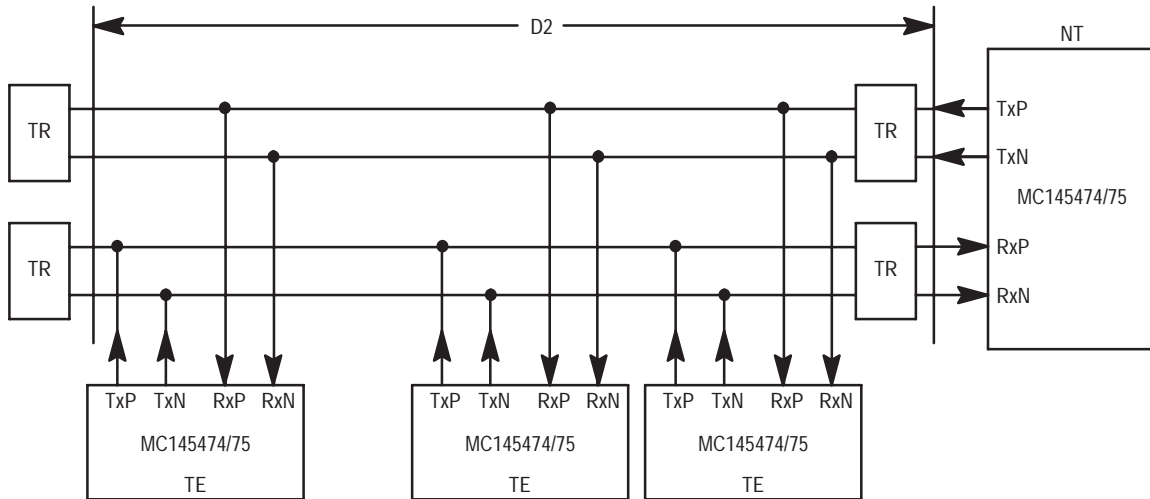 D2
NT
TR
TR
TxP
TxN
MC145474/75
TR
TR
RxP
RxN
TxP TxN RxP RxN
MC145474/75
TE
TxP TxN RxP RxN
MC145474/75
TE
TxP TxN RxP RxN
MC145474/75
TE